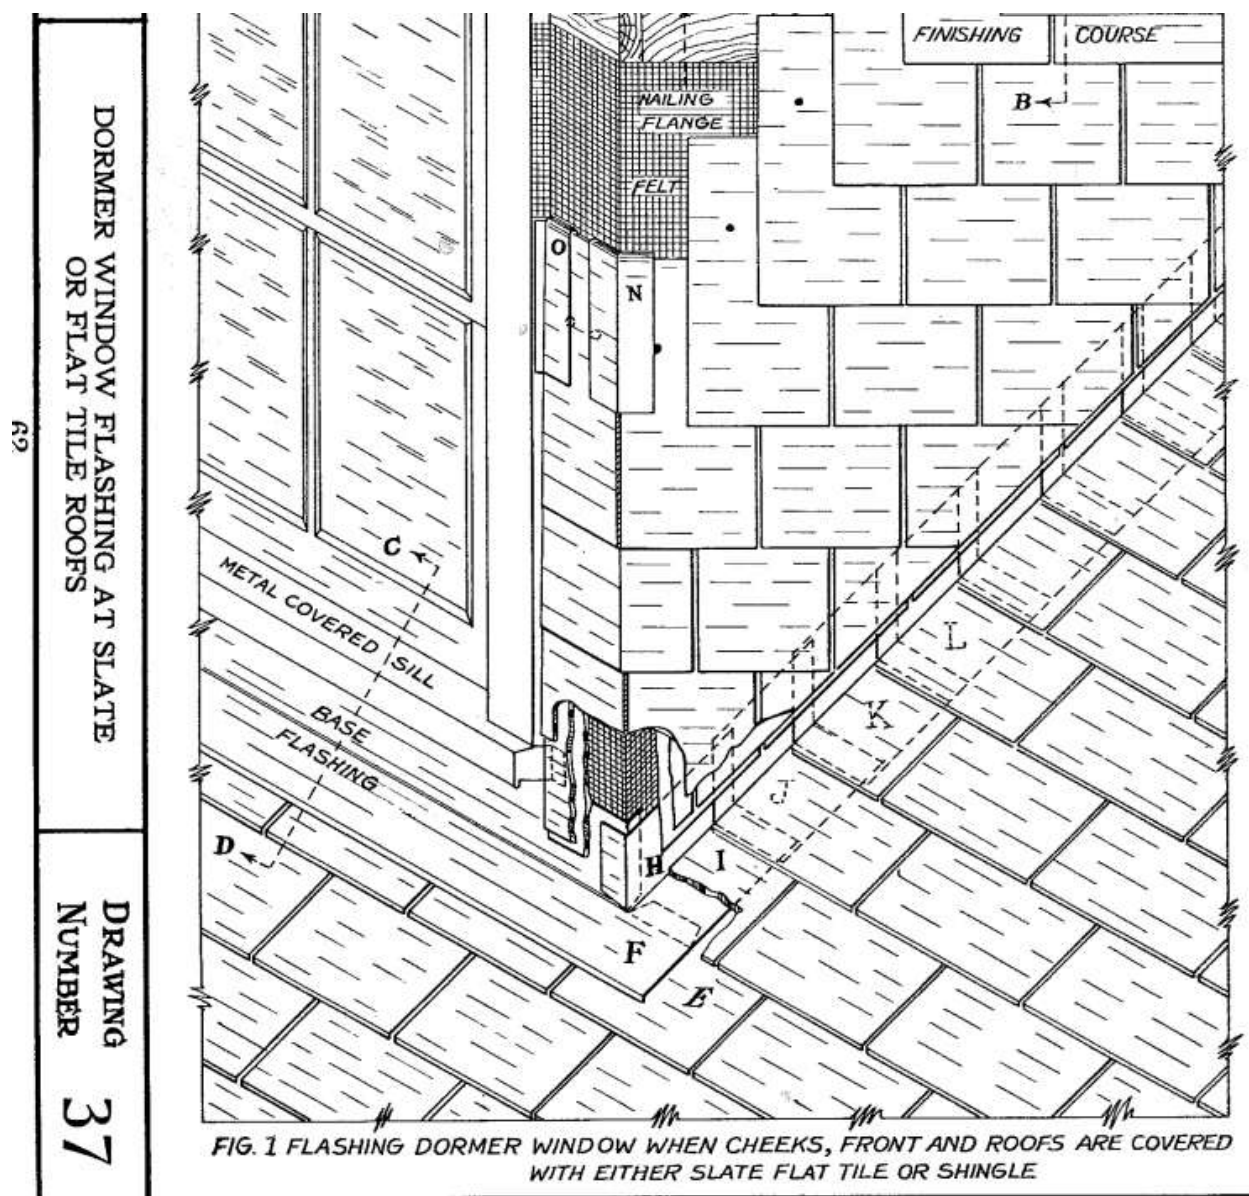 DORMER WINDOW FLASHING AT SLATE
OR FLAT TILE ROOFS
DRAWING
NUMBER 37
62
FINISHING COURSE
NAILING
FLANGE
B
FELT
O
N
C
METAL COVERED SILL
L
BASE
FLASHING
K
J
D
H
I
F
E
FIG. 1 FLASHING DORMER WINDOW WHEN CHEEKS, FRONT AND ROOFS ARE COVERED
WITH EITHER SLATE FLAT TILE OR SHINGLE